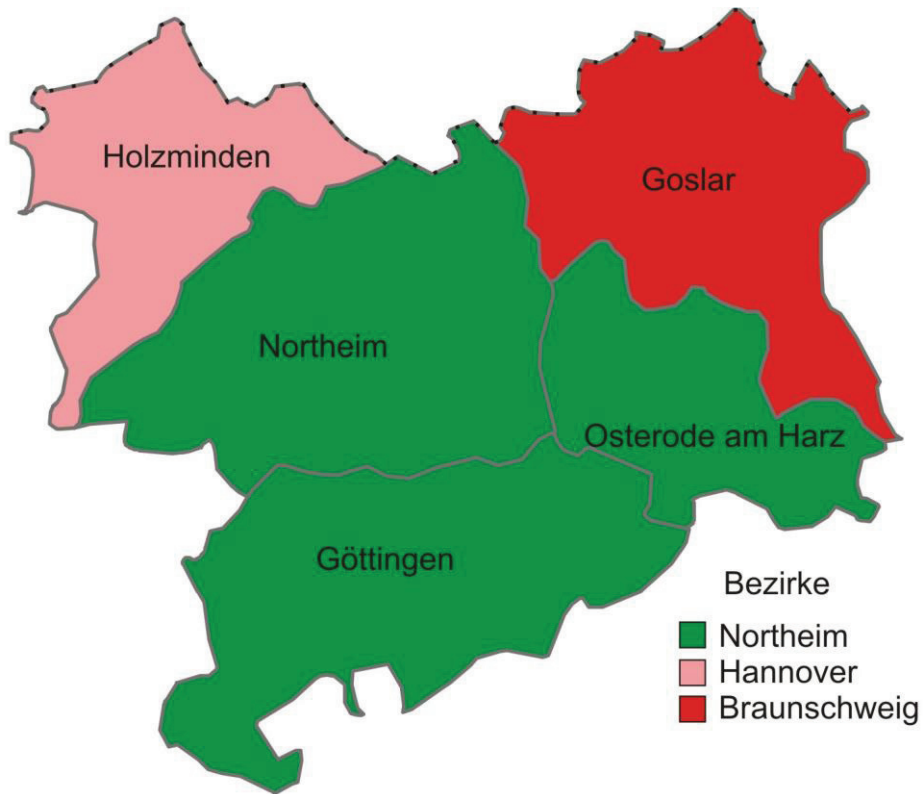 Holzminden
Goslar
Northeim
Osterode am Harz
Göttingen
Bezirke
Northeim
Hannover
Braunschweig